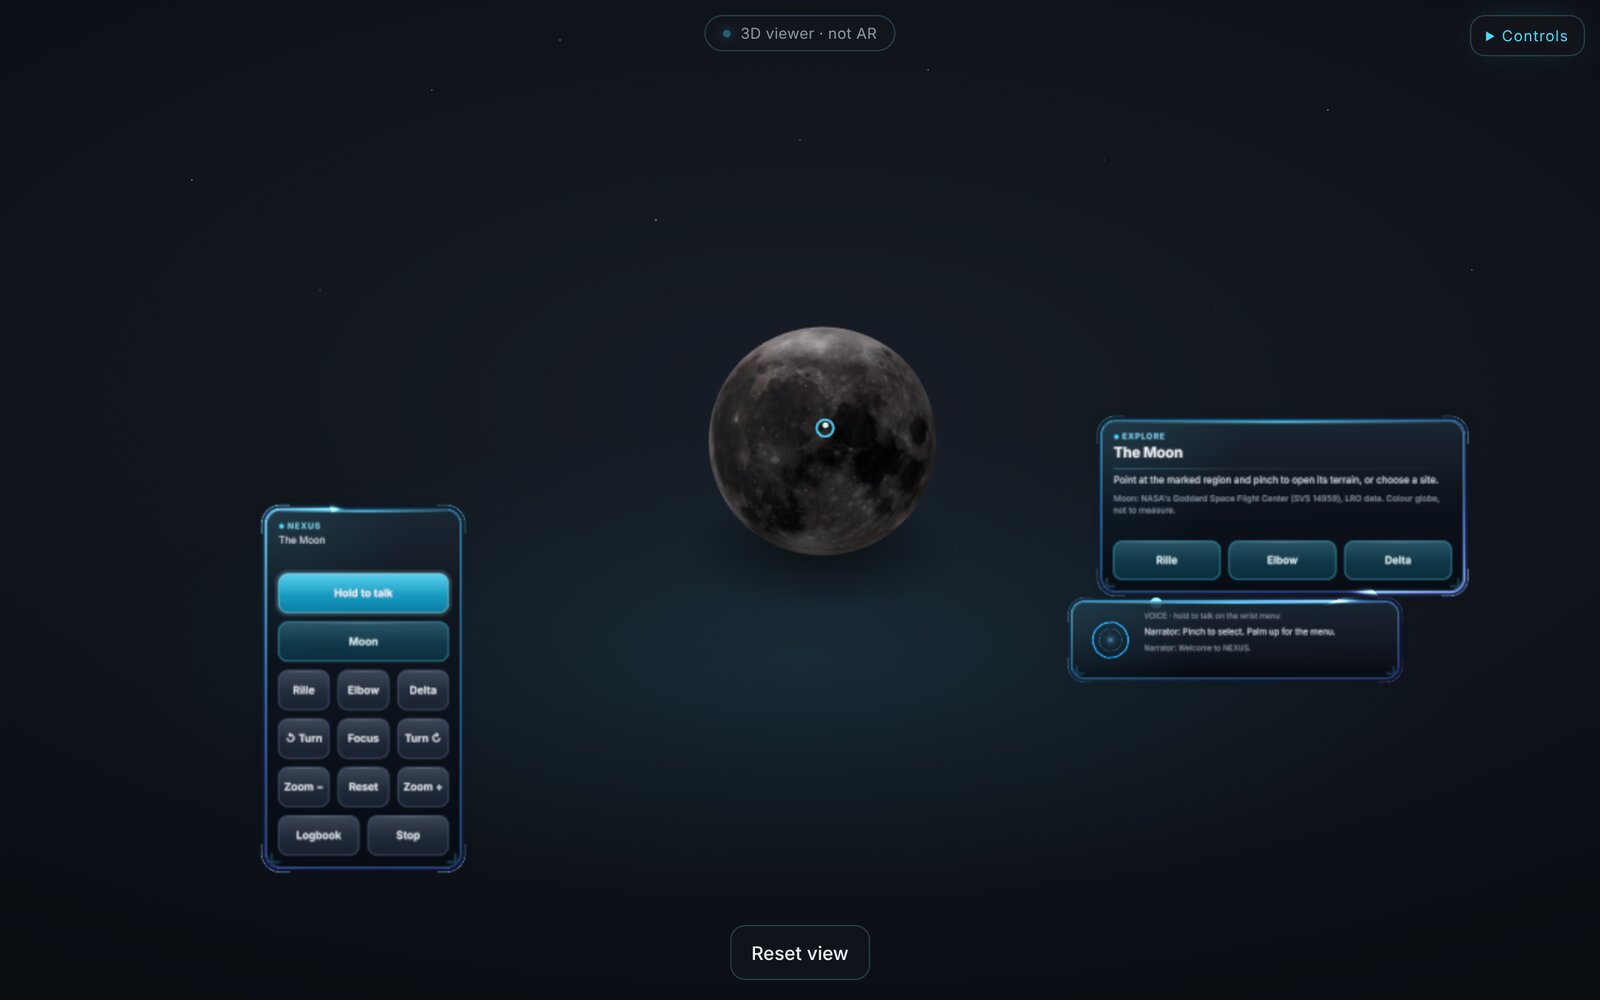 3D viewer · not AR
▶ Controls
EXPLORE
The Moon
Point at the marked region and pinch to open its terrain, or choose a site.
Moon: NASA's Goddard Space Flight Center (SVS 14959), LRO data. Colour globe,
not to measure.
Rille Elbow Delta
VOICE · hold to talk on the wrist menu
Narrator: Pinch to select. Palm up for the menu.
Narrator: Welcome to NEXUS.
NEXUS
The Moon
Hold to talk
Moon
Rille Elbow Delta
↺ Turn Focus Turn ↻
Zoom − Reset Zoom +
Logbook Stop
Reset view